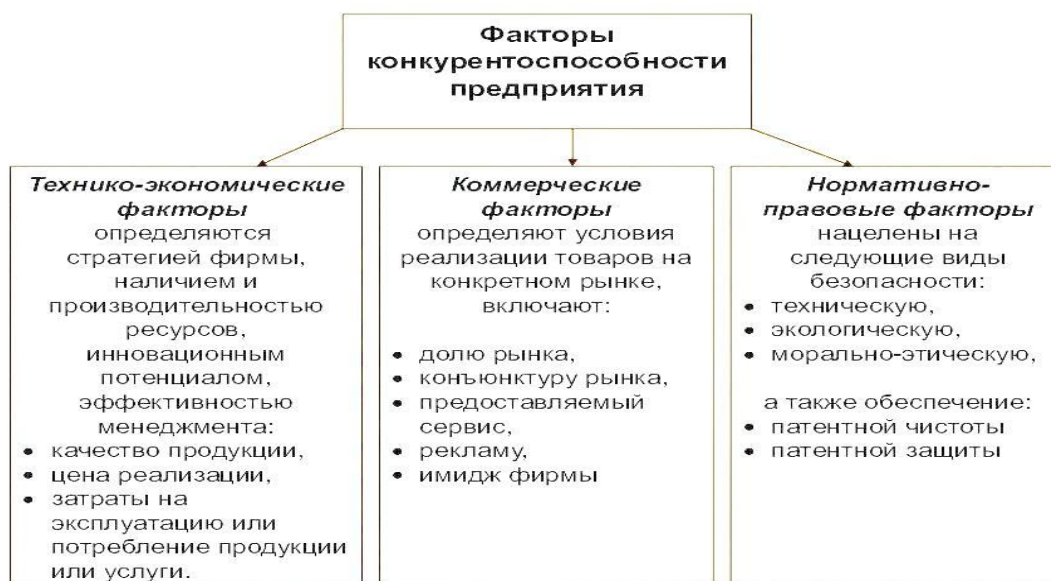 Факторы
конкурентоспособности
предприятия
Технико-экономические
факторы
определяются
стратегией фирмы,
наличием и
производительностью
ресурсов,
инновационным
потенциалом,
эффективностью
менеджмента:
• качество продукции,
• цена реализации,
• затраты на
эксплуатацию или
потребление продукции
или услуги.
Коммерческие
факторы
определяют условия
реализации товаров на
конкретном рынке,
включают:
• долю рынка,
• конъюнктуру рынка,
• предоставляемый
сервис,
• рекламу,
• имидж фирмы
Нормативно-
правовые факторы
нацелены на
следующие виды
безопасности:
• техническую,
• экологическую,
• морально-этическую,
а также обеспечение:
• патентной чистоты
• патентной защиты